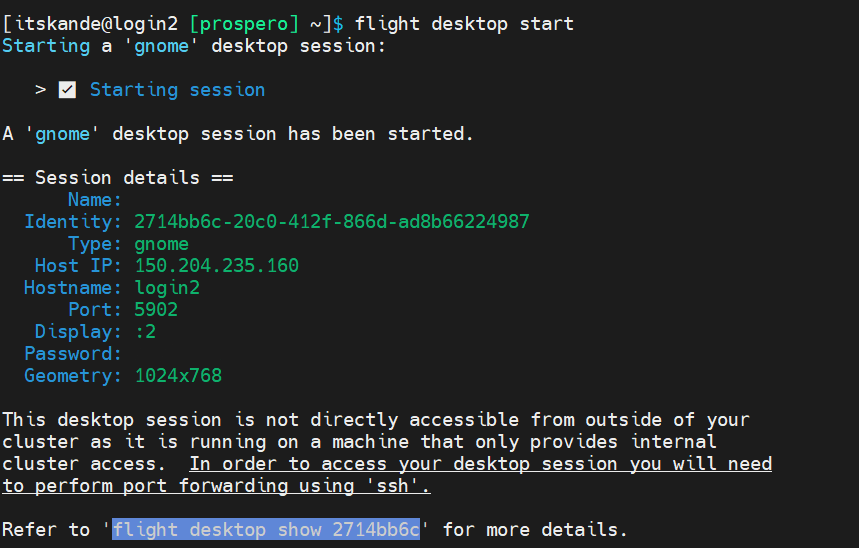 [itskande@login2 [prospero] ~]$ flight desktop start
Starting a 'gnome' desktop session:
> ✓ Starting session
A 'gnome' desktop session has been started.
== Session details ==
Name:
Identity: 2714bb6c-20c0-412f-866d-ad8b66224987
Type: gnome
Host IP: 150.204.235.160
Hostname: login2
Port: 5902
Display: :2
Password:
Geometry: 1024x768
This desktop session is not directly accessible from outside of your
cluster as it is running on a machine that only provides internal
cluster access.  In order to access your desktop session you will need
to perform port forwarding using 'ssh'.
Refer to 'flight desktop show 2714bb6c' for more details.